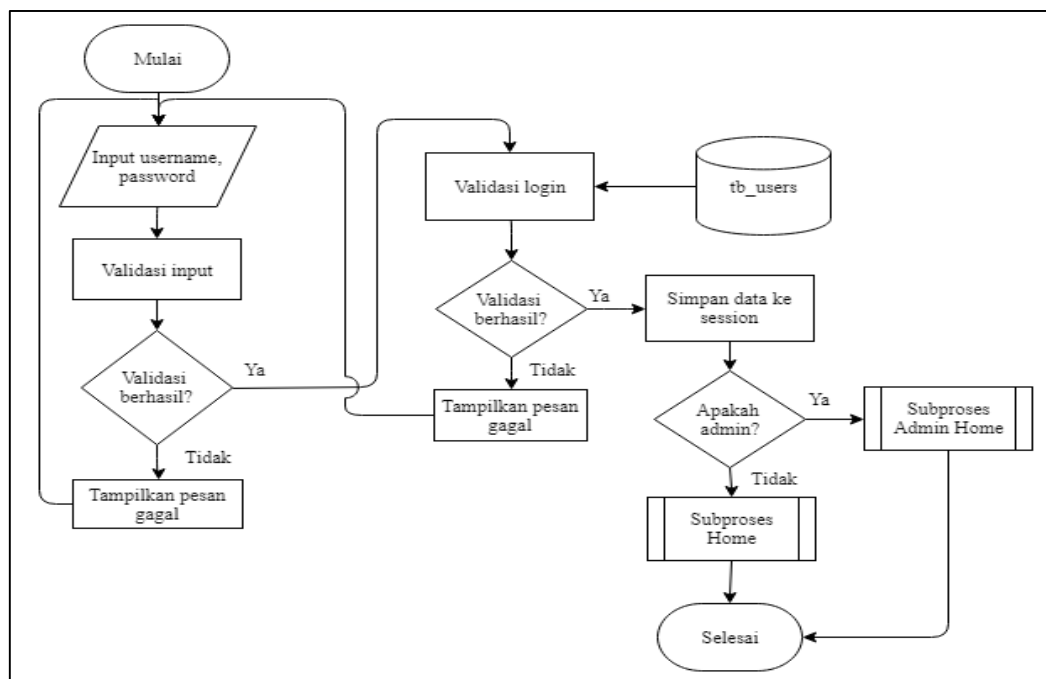 Mulai
Input username,
password
Validasi input
Validasi
berhasil?
Ya
Tidak
Tampilkan pesan
gagal
Validasi login
tb_users
Validasi
berhasil?
Ya
Tidak
Tampilkan pesan
gagal
Simpan data ke
session
Apakah
admin?
Ya
Subproses
Admin Home
Tidak
Subproses
Home
Selesai